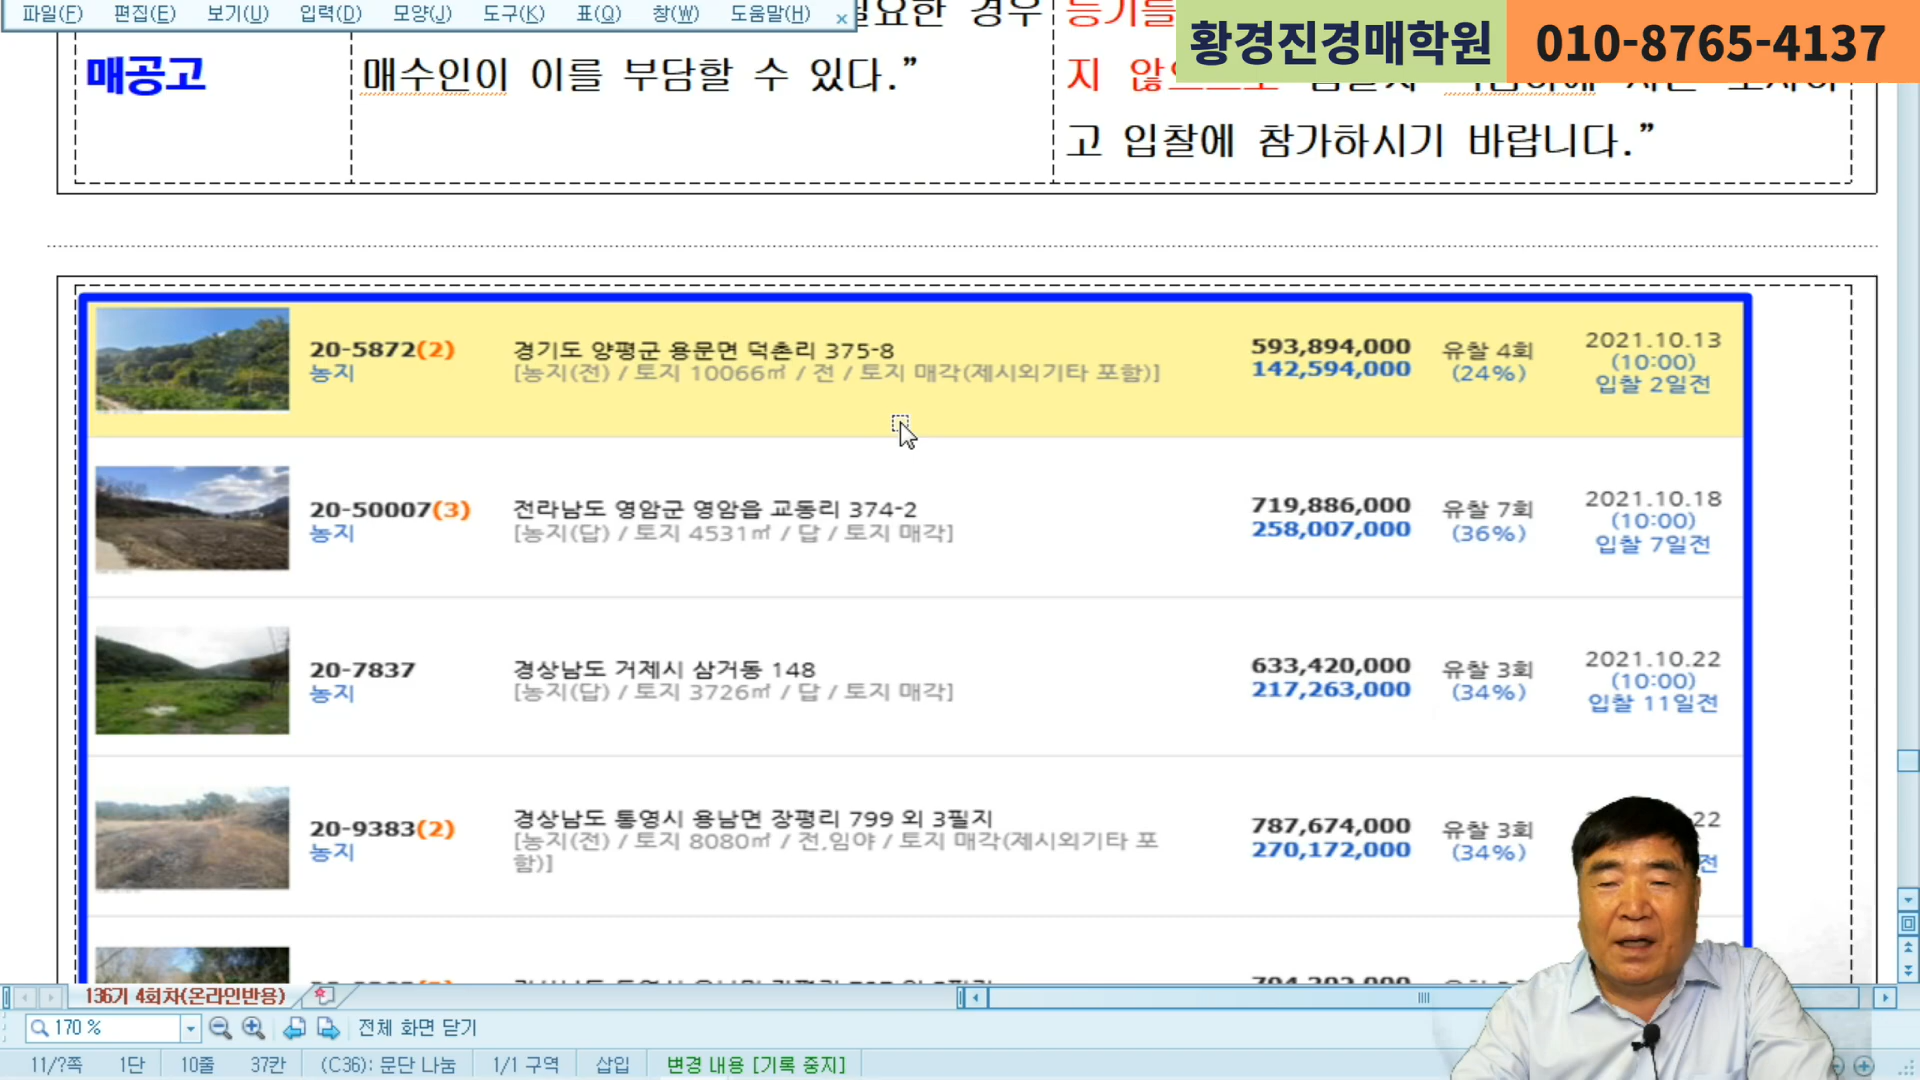 파일(F) 편집(E) 보기(U) 입력(D) 모양(J) 도구(K) 표(Q) 창(W) 도움말(H)
필요한 경우 등기를
황경진경매학원 010-8765-4137
매공고 매수인이 이를 부담할 수 있다.” 지 않
고 입찰에 참가하시기 바랍니다.”
20-5872(2)
농지
경기도 양평군 용문면 덕촌리 375-8
[농지(전) / 토지 10066㎡ / 전 / 토지 매각(제시외기타 포함)]
593,894,000
142,594,000
유찰 4회
(24%)
2021.10.13
(10:00)
입찰 2일전
20-50007(3)
농지
전라남도 영암군 영암읍 교동리 374-2
[농지(답) / 토지 4531㎡ / 답 / 토지 매각]
719,886,000
258,007,000
유찰 7회
(36%)
2021.10.18
(10:00)
입찰 7일전
20-7837
농지
경상남도 거제시 삼거동 148
[농지(답) / 토지 3726㎡ / 답 / 토지 매각]
633,420,000
217,263,000
유찰 3회
(34%)
2021.10.22
(10:00)
입찰 11일전
20-9383(2)
농지
경상남도 통영시 용남면 장평리 799 외 3필지
[농지(전) / 토지 8080㎡ / 전,임야 / 토지 매각(제시외기타 포
함)]
787,674,000
270,172,000
유찰 3회
(34%)
22
전
136기 4회차(온라인반용)
170 % 전체 화면 닫기
11/?쪽 1단 10줄 37칸 (C36): 문단 나눔 1/1 구역 삽입 변경 내용 [기록 중지]